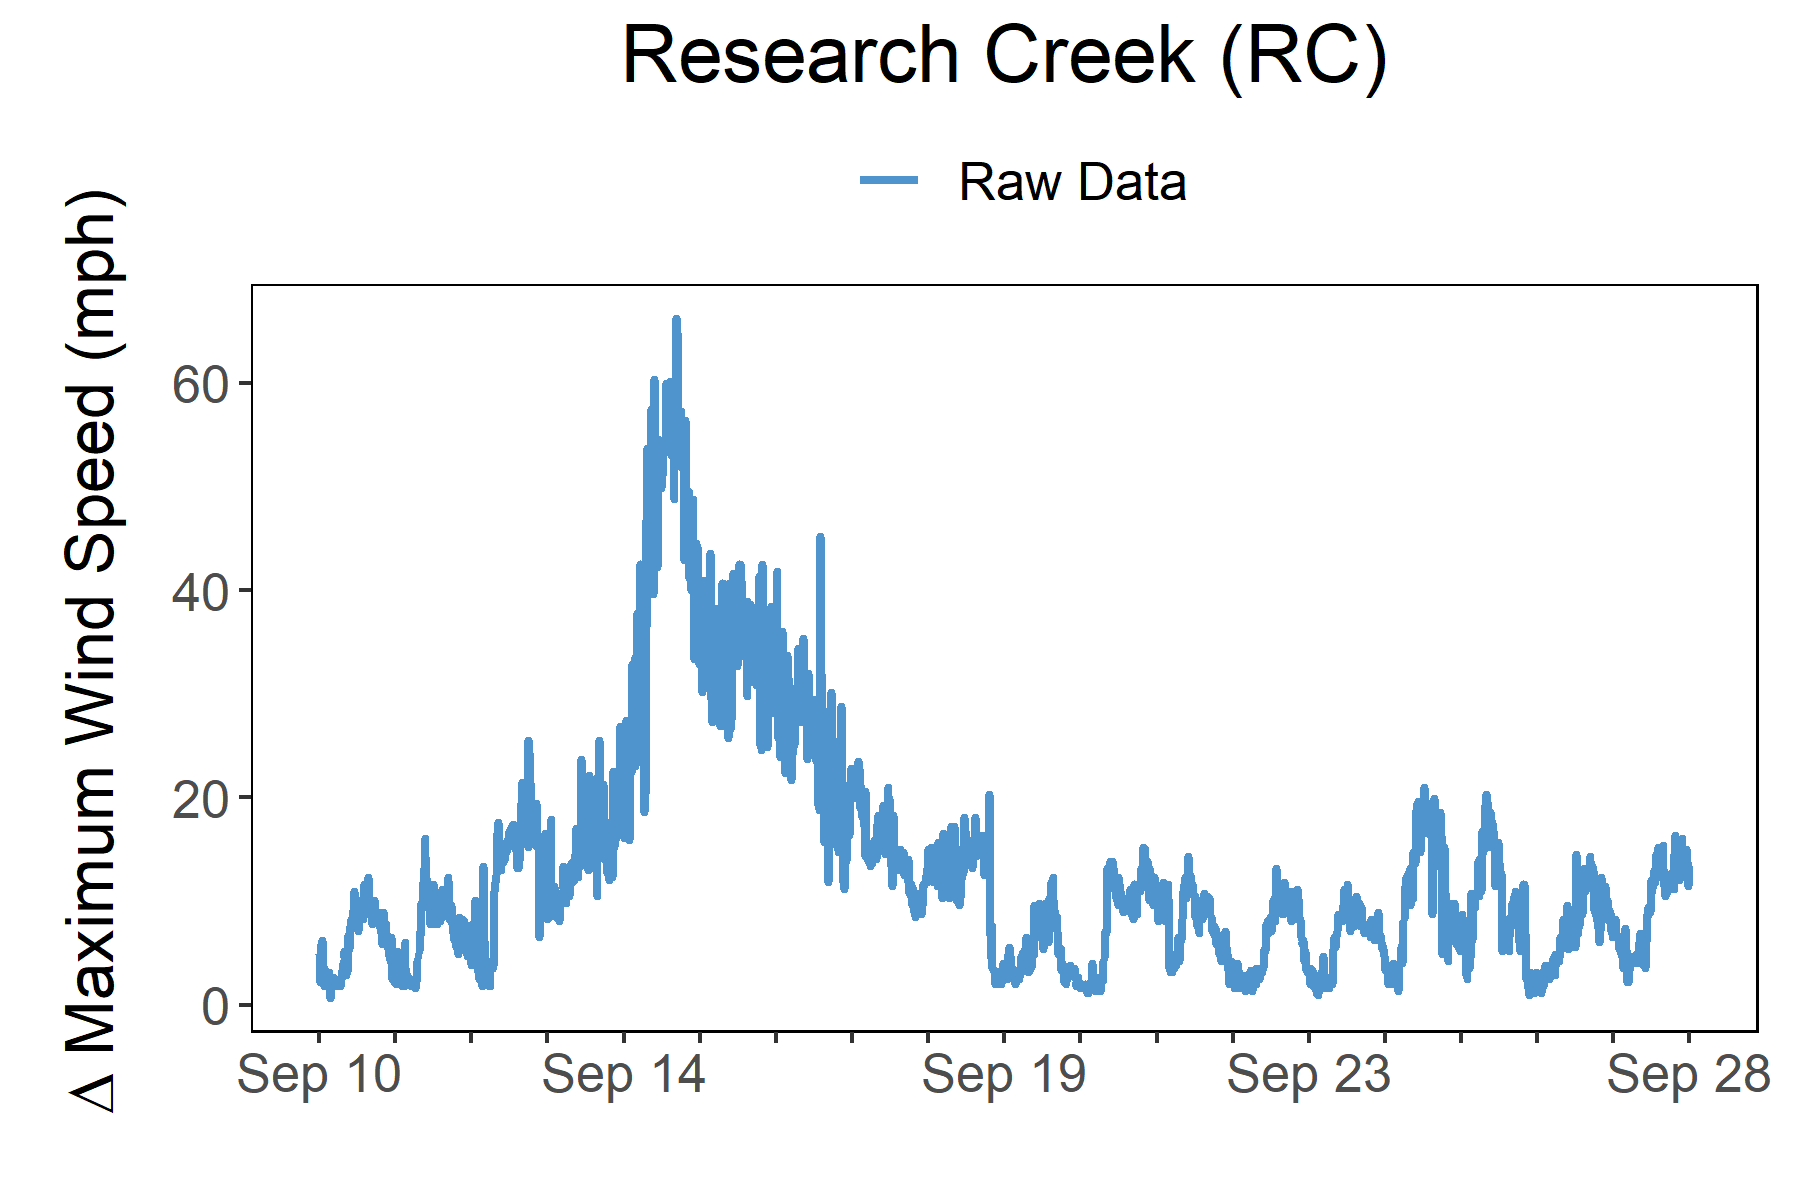 Research Creek (RC)
Raw Data
Δ Maximum Wind Speed (mph)
60
40
20
0
Sep 10 Sep 14 Sep 19 Sep 23 Sep 28